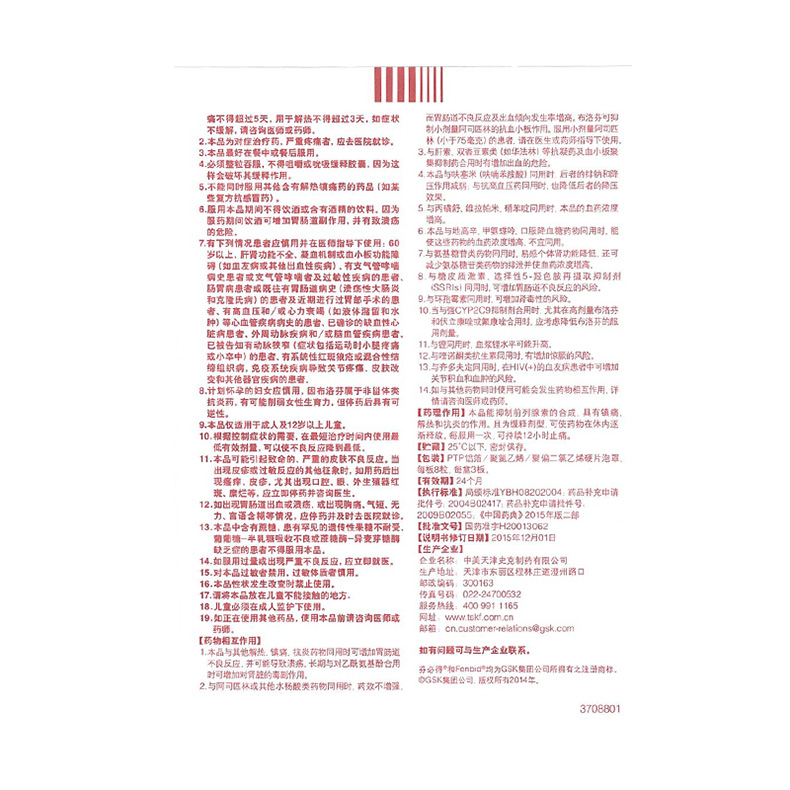 痛不得超过5天，用于解热不得超过3天，如症状
不缓解，请咨询医师或药师。
2.本品为对症治疗药，严重疼痛者，应去医院就诊。
3.本品最好在餐中或餐后服用。
4.必须整粒吞服，不得咀嚼或吮吸缓释胶囊，因为这
样会破坏其缓释作用。
5.不能同时服用其他含有解热镇痛药的药品（如某
些复方抗感冒药）。
6.服用本品期间不得饮酒或含有酒精的饮料。因为
服药期间饮酒可增加胃肠道副作用，并有致溃疡
的危险。
7.有下列情况患者应慎用并在医师指导下使用：60
岁以上，肝肾功能不全，凝血机制或血小板功能障
碍（如血友病或其他出血性疾病）、有支气管哮喘
病史患者或支气管哮喘者及过敏性疾病的患者、
肠胃病患者或既往有胃肠道病史（溃疡性大肠炎
和克隆氏病）的患者及近期进行过胃部手术的患
者、有高血压和/或心力衰竭（如液体潴留和水
肿）等心血管疾病病史的患者、已确诊的缺血性心
脏病患者、外周动脉疾病和/或脑血管疾病患者、
已被告知有动脉狭窄（症状包括运动时小腿疼痛
或小卒中）的患者、有系统性红斑狼疮或混合性结
缔组织病，免疫系统疾病导致关节疼痛、皮肤改
变和其他器官疾病的患者。
8.计划怀孕的妇女应慎用，因布洛芬属于非甾体类
抗炎药，有可能削弱女性生育力，但停药后具有可
逆性。
9.本品仅适用于成人及12岁以上儿童。
10.根据控制症状的需要，在最短治疗时间内使用最
低有效剂量，可以使不良反应降到最低。
11.本品可能引起致命的、严重的皮肤不良反应。当
出现皮疹或过敏反应的其他征象时，如用药后出
现瘙痒，皮疹，尤其出现口腔、眼、外生殖器红
斑、糜烂等，应立即停药并咨询医生。
12.如出现胃肠道出血或溃疡，或出现胸痛，气短、无
力、言语含糊等情况，应停药并及时去医院就诊。
13.本品中含有蔗糖，患有罕见的遗传性果糖不耐受、
葡萄糖-半乳糖吸收不良或蔗糖酶-异麦芽糖酶
缺乏症的患者不得服用本品。
14.如服用过量或出现严重不良反应，应立即就医。
15.对本品过敏者禁用，过敏体质者慎用。
16.本品性状发生改变时禁止使用。
17.请将本品放在儿童不能接触的地方。
18.儿童必须在成人监护下使用。
19.如正在使用其他药品，使用本品前请咨询医师或
药师。
【药物相互作用】
1.本品与其他解热、镇痛、抗炎药物同用时可增加胃肠道
不良反应，并可能导致溃疡。长期与对乙酰氨基酚合用
时可增加对肾脏的毒副作用。
2.与阿司匹林或其他水杨酸类药物同用时，药效不增强，
而胃肠道不良反应及出血倾向发生率增高。布洛芬可抑
制小剂量阿司匹林的抗血小板作用。服用小剂量阿司匹
林（小于75毫克）的患者，请在医生或药师指导下使用。
3.与肝素、双香豆素类（如华法林）等抗凝药及血小板聚
集抑制药合用时有增加出血的危险。
4.本品与呋塞米（呋喃苯胺酸）同用时，后者的排钠和降
压作用减弱；与抗高血压药同用时，也降低后者的降压
效果。
5.与丙磺舒、维拉帕米、硝苯啶同用时，本品的血药浓度
增高。
6.本品与地高辛、甲氨蝶呤、口服降血糖药物同用时，能
使这些药物的血药浓度增高，不宜同用。
7.与氨基糖苷类药物同用时，易感个体肾功能降低，还可
减少氨基糖苷类药物的排泄并使血药浓度增高。
8.与糖皮质激素、选择性5-羟色胺再摄取抑制剂
(SSRIs）同用时，可增加胃肠道不良反应的风险。
9.与环孢霉素同用时，可增加肾毒性的风险。
10.当与强CYP2C9抑制剂合用时，尤其在高剂量布洛芬
和伏立康唑或氟康唑合用时，应考虑降低布洛芬的服
用剂量。
11.与锂同用时，血浆锂水平可能升高。
12.与喹诺酮类抗生素同用时，有增加惊厥的风险。
13.与齐多夫定同用时，在HIV(+)的血友病患者中可增加
关节积血和血肿的风险。
14.如与其他药物同时使用可能会发生药物相互作用，详
情请咨询医师或药师。
【药理作用】本品能抑制前列腺素的合成，具有镇痛、
解热和抗炎的作用。且为缓释剂型，可使药物在体内逐
渐释放。每服用一次，可持续12小时止痛。
【贮藏】25℃以下，密封保存。
【包装】PTP铝箔／聚氯乙烯／聚偏二氯乙烯硬片泡罩，
每板8粒，每盒3板。
【有效期】24个月
【执行标准】局颁标准YBH08202004，药品补充申请
批件号：2004B02417，药品补充申请批件号：
2009B02055，《中国药典》2015年版二部
【批准文号】国药准字H20013062
【说明书修订日期】2015年12月01日
【生产企业】
企业名称：中美天津史克制药有限公司
生产地址：天津市东丽区程林庄道澄州路口
邮政编码：300163
传真号码：022-24700532
服务热线：400 991 1165
网址：www.tskf.com.cn
邮箱：cn.customer-relations@gsk.com
如有问题可与生产企业联系。
芬必得®和Fenbid®均为GSK集团公司所拥有之注册商标。
©GSK集团公司，版权所有2014年。
3708801